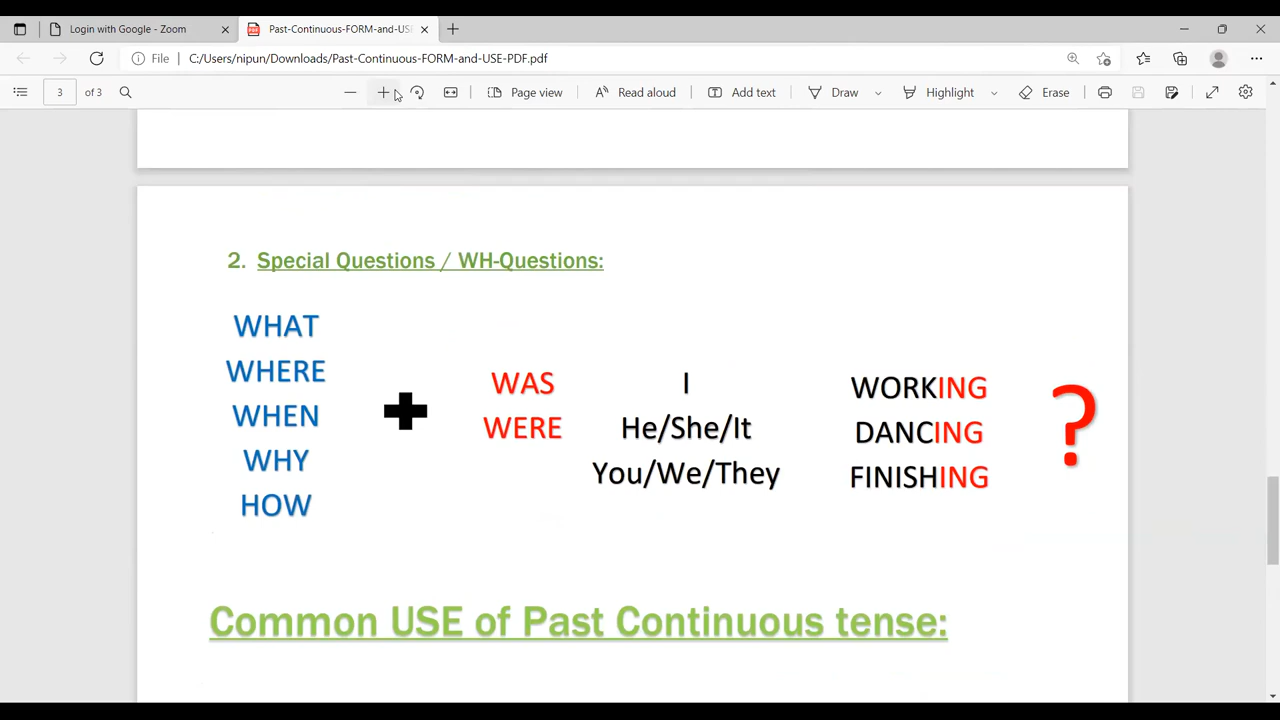 Login with Google - Zoom
Past-Continuous-FORM-and-USE
File C:/Users/nipun/Downloads/Past-Continuous-FORM-and-USE-PDF.pdf
3 of 3 Page view Read aloud Add text Draw Highlight Erase
2. Special Questions / WH-Questions:
WHAT
WHERE
WHEN
WHY
HOW
+
WAS
WERE
I
He/She/It
You/We/They
WORKING
DANCING
FINISHING
?
Common USE of Past Continuous tense: